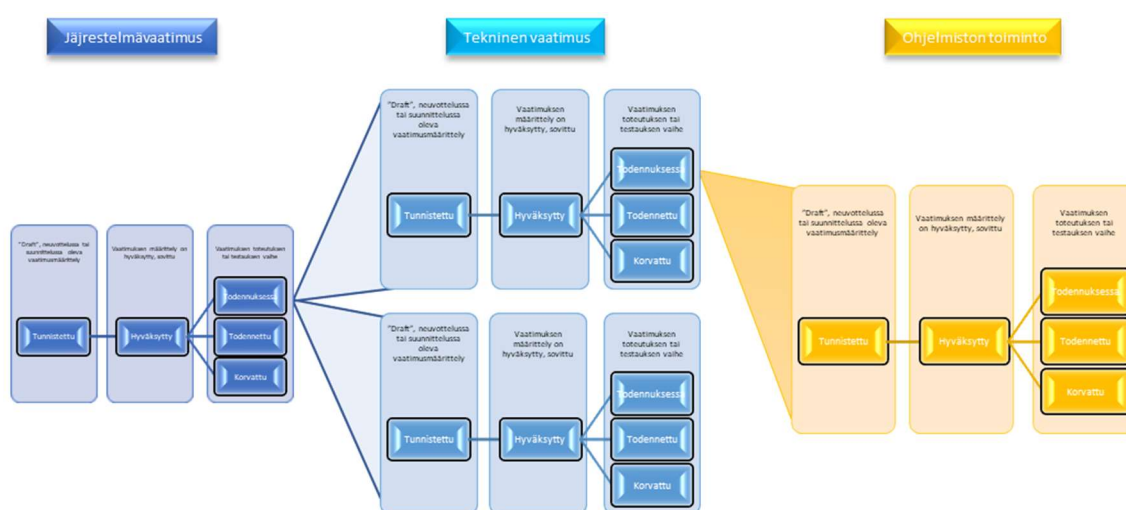 Jäjrestelmävaatimus
Tekninen vaatimus
Ohjelmiston toiminto
"Draft", neuvottelussa tai
suunnittelussa oleva
vaatimusmäärittely
Tunnistettu
Vaatimuksen määrittely on
hyväksytty, sovittu
Hyväksytty
Vaatimuksen toteutuksen
tai testauksen vaihe
Todennuksessa
Todennettu
Korvattu
"Draft", neuvottelussa
tai suunnittelussa
oleva
vaatimusmäärittely
Tunnistettu
Vaatimuksen
määrittely on
hyväksytty, sovittu
Hyväksytty
Vaatimuksen
toteutuksen tai
testauksen vaihe
Todennuksessa
Todennettu
Korvattu
"Draft", neuvottelussa
tai suunnittelussa
oleva
vaatimusmäärittely
Tunnistettu
Vaatimuksen
määrittely on
hyväksytty, sovittu
Hyväksytty
Vaatimuksen
toteutuksen tai
testauksen vaihe
Todennuksessa
Todennettu
Korvattu
"Draft", neuvottelussa
tai suunnittelussa oleva
vaatimusmäärittely
Tunnistettu
Vaatimuksen määrittely
on hyväksytty, sovittu
Hyväksytty
Vaatimuksen
toteutuksen tai
testauksen vaihe
Todennuksessa
Todennettu
Korvattu